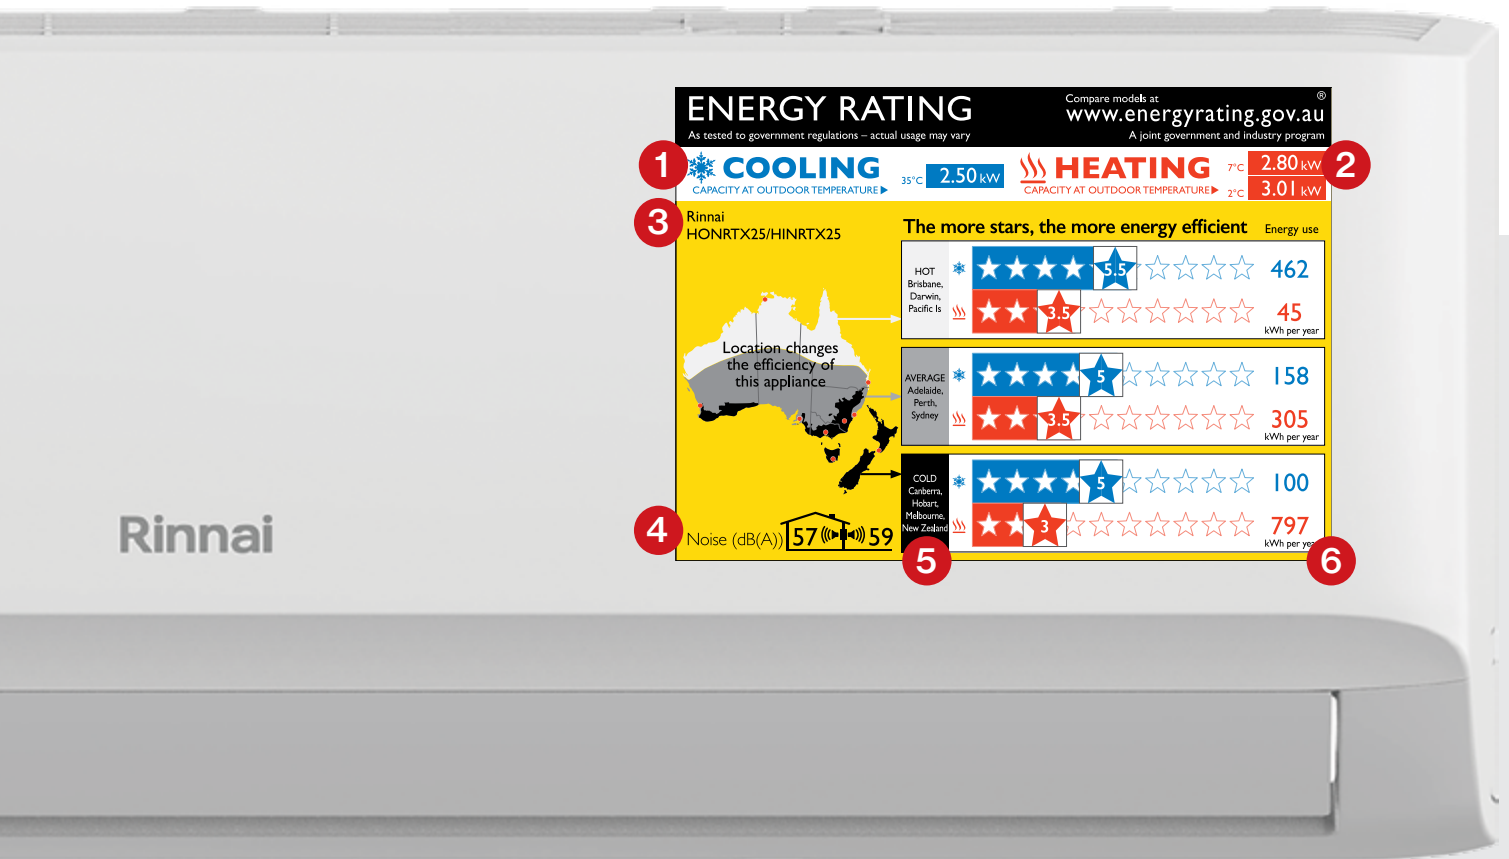 ENERGY RATING
As tested to government regulations – actual usage may vary
Compare models at
www.energyrating.gov.au
®
A joint government and industry program
1
COOLING
CAPACITY AT OUTDOOR TEMPERATURE
35°C 2.50 kW
HEATING
CAPACITY AT OUTDOOR TEMPERATURE
7°C 2.80 kW
2°C 3.01 kW
2
3
Rinnai
HONRTX25/HINRTX25
The more stars, the more energy efficient
Energy use
Location changes
the efficiency of
this appliance
HOT
Brisbane,
Darwin,
Pacific Is
5.5
462
3.5
45
kWh per year
AVERAGE
Adelaide,
Perth,
Sydney
5
158
3.5
305
kWh per year
COLD
Canberra,
Hobart,
Melbourne,
New Zealand
5
100
3
797
kWh per year
4
Noise (dB(A)) 57 59
5
6
Rinnai